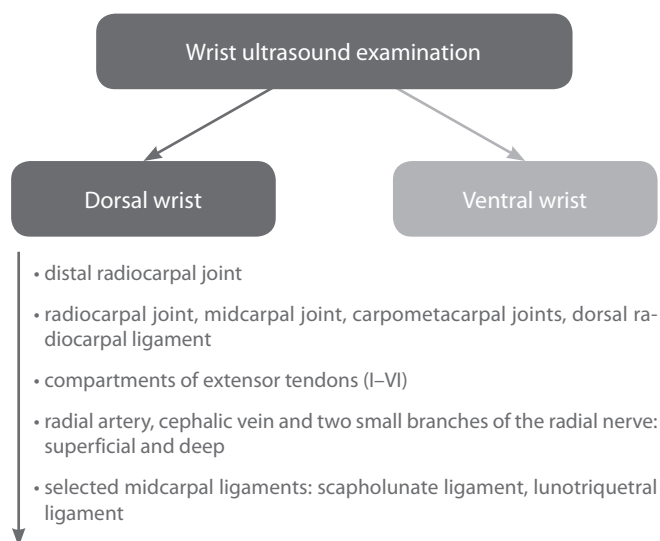 Wrist ultrasound examination
Dorsal wrist
Ventral wrist
• distal radiocarpal joint
• radiocarpal joint, midcarpal joint, carpometacarpal joints, dorsal ra-
diocarpal ligament
• compartments of extensor tendons (I–VI)
• radial artery, cephalic vein and two small branches of the radial nerve:
superficial and deep
• selected midcarpal ligaments: scapholunate ligament, lunotriquetral
ligament